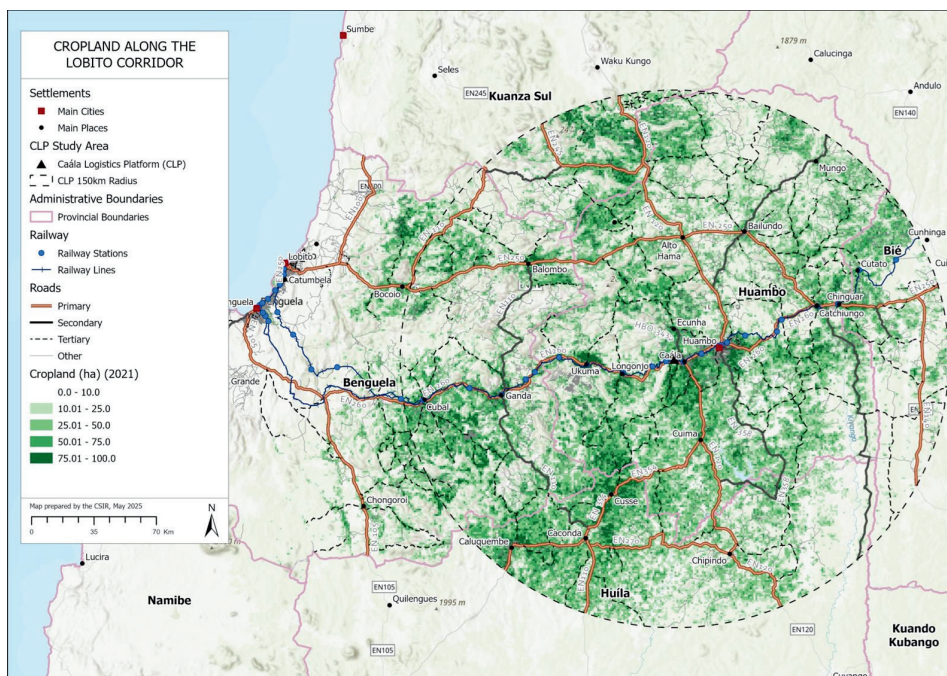 CROPLAND ALONG THE
LOBITO CORRIDOR
Settlements
Main Cities
Main Places
CLP Study Area
Caála Logistics Platform (CLP)
CLP 150km Radius
Administrative Boundaries
Provincial Boundaries
Railway
Railway Stations
Railway Lines
Roads
Primary
Secondary
Tertiary
Other
Cropland (ha) (2021)
0.0 - 10.0
10.01 - 25.0
25.01 - 50.0
50.01 - 75.0
75.01 - 100.0
Map prepared by the CSIR, May 2025
N
0 35 70 Km
Sumbe
Seles
Waku Kungo
1879 m
Calucinga
Andulo
EN245
Kuanza Sul
EN140
Mungo
EN100
Lobito
Catumbela
Bocoio
Balombo
EN250
Alto
Hama
EN250
Bailundo
Cunhinga
Bié
Cutato
Huambo
Chinguar
Catchiungo
Ecunha
Huambo
Caála
Longonjo
Ukuma
Ganda
Benguela
Cubal
EN260
Grande
Cuima
Cusse
Chongoroi
Caconda
Caluquembe
Chipindo
Huíla
Lucira
Namibe
EN105
Quilengues
1995 m
EN105
EN120
Kuando
Kubango